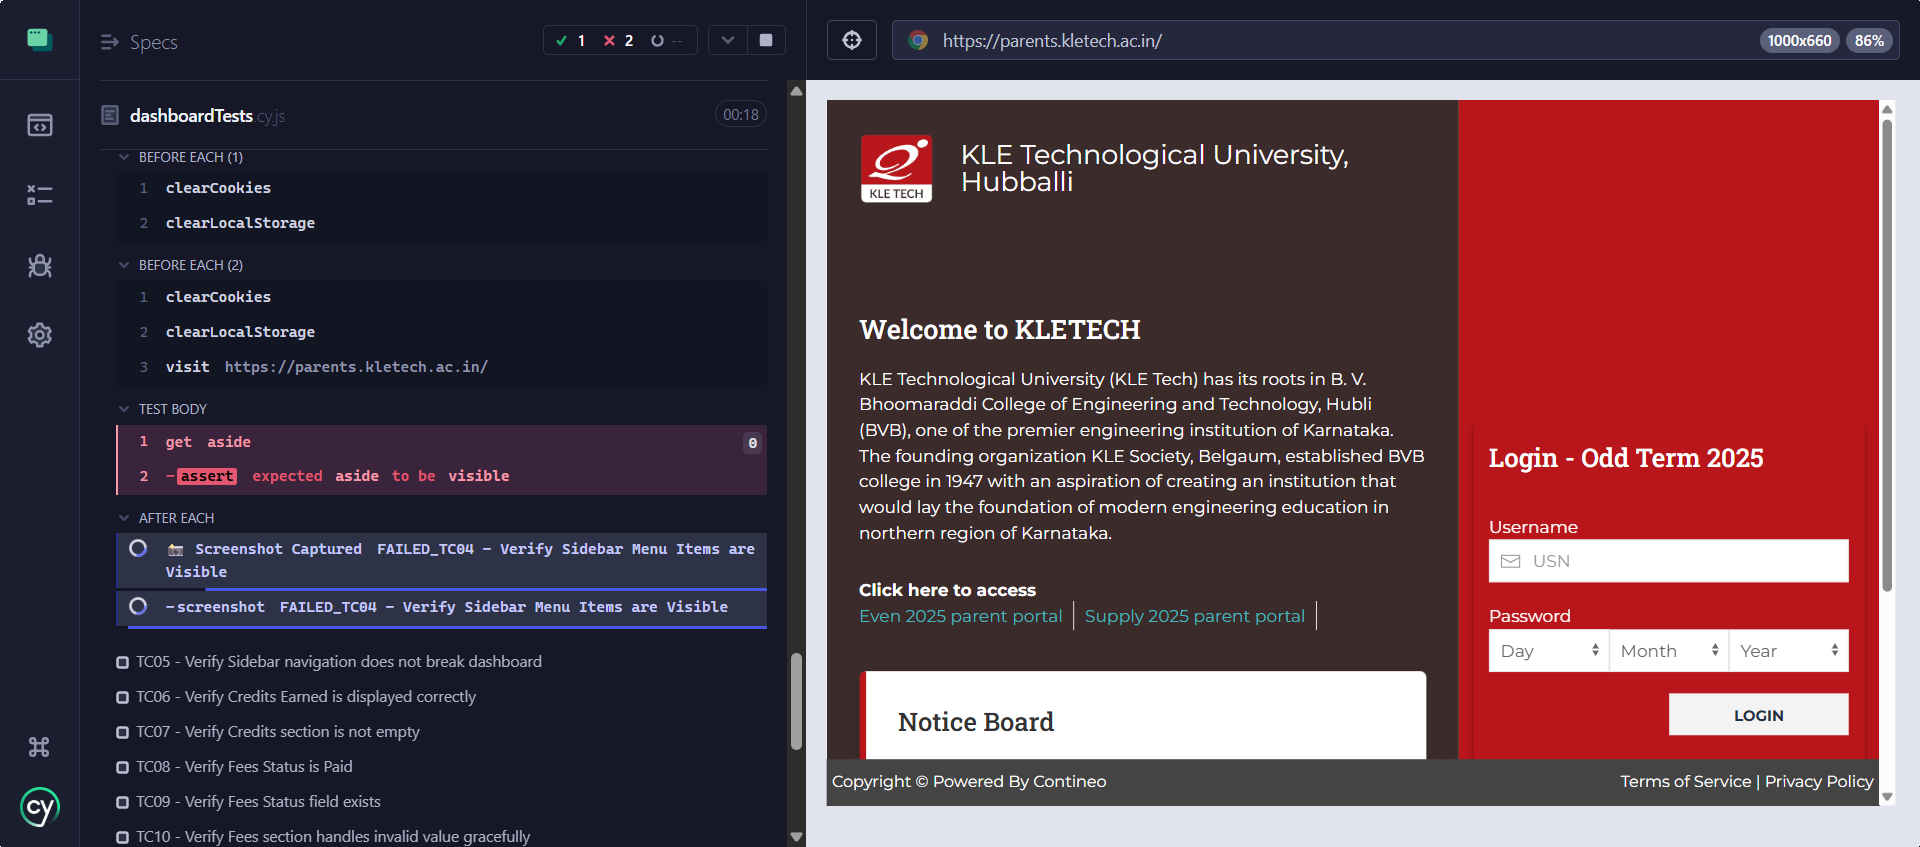 Specs
1 2 --
dashboardTests.cy.js 00:18
BEFORE EACH (1)
1 clearCookies
2 clearLocalStorage
BEFORE EACH (2)
1 clearCookies
2 clearLocalStorage
3 visit https://parents.kletech.ac.in/
TEST BODY
1 get aside 0
2 -assert expected aside to be visible
AFTER EACH
Screenshot Captured FAILED_TC04 - Verify Sidebar Menu Items are
Visible
-screenshot FAILED_TC04 - Verify Sidebar Menu Items are Visible
TC05 - Verify Sidebar navigation does not break dashboard
TC06 - Verify Credits Earned is displayed correctly
TC07 - Verify Credits section is not empty
TC08 - Verify Fees Status is Paid
TC09 - Verify Fees Status field exists
TC10 - Verify Fees section handles invalid value gracefully
cy
https://parents.kletech.ac.in/ 1000x660 86%
KLE TECH
KLE Technological University,
Hubballi
Welcome to KLETECH
KLE Technological University (KLE Tech) has its roots in B. V.
Bhoomaraddi College of Engineering and Technology, Hubli
(BVB), one of the premier engineering institution of Karnataka.
The founding organization KLE Society, Belgaum, established BVB
college in 1947 with an aspiration of creating an institution that
would lay the foundation of modern engineering education in
northern region of Karnataka.
Click here to access
Even 2025 parent portal Supply 2025 parent portal
Notice Board
Login - Odd Term 2025
Username
USN
Password
Day Month Year
LOGIN
Copyright © Powered By Contineo
Terms of Service | Privacy Policy